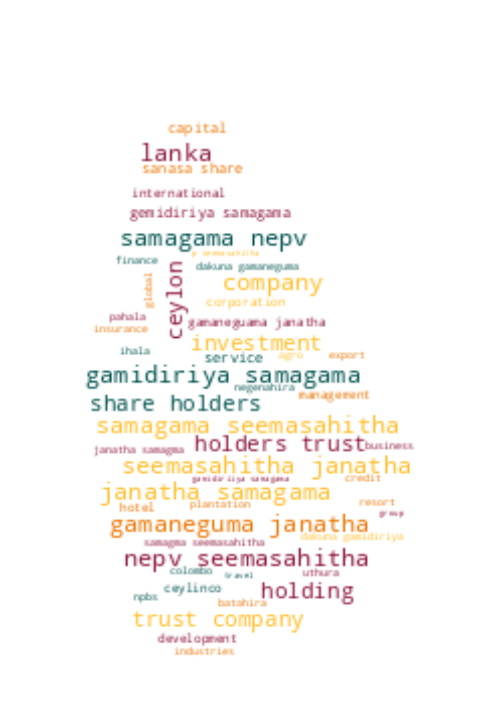 capital
lanka
sanasa share
international
gemidiriya samagama
samagama nepv
p seemasahitha
finance
dakuna gamaneguma
ceylon
global
company
corporation
pahala
gamaneguama janatha
insurance
investment
ihala
service
agro
export
gamidiriya samagama
negenahira
management
share holders
samagama seemasahitha
holders trust
business
janatha samagma
seemasahitha janatha
gamidiriiya samagama
credit
janatha samagama
plantation
resort
hotel
group
gamaneguma janatha
dakuna gamidiriya
samagma seemasahitha
nepv seemasahitha
colombo
travel
uthura
ceylinco
holding
npbs
batahira
trust company
development
industries